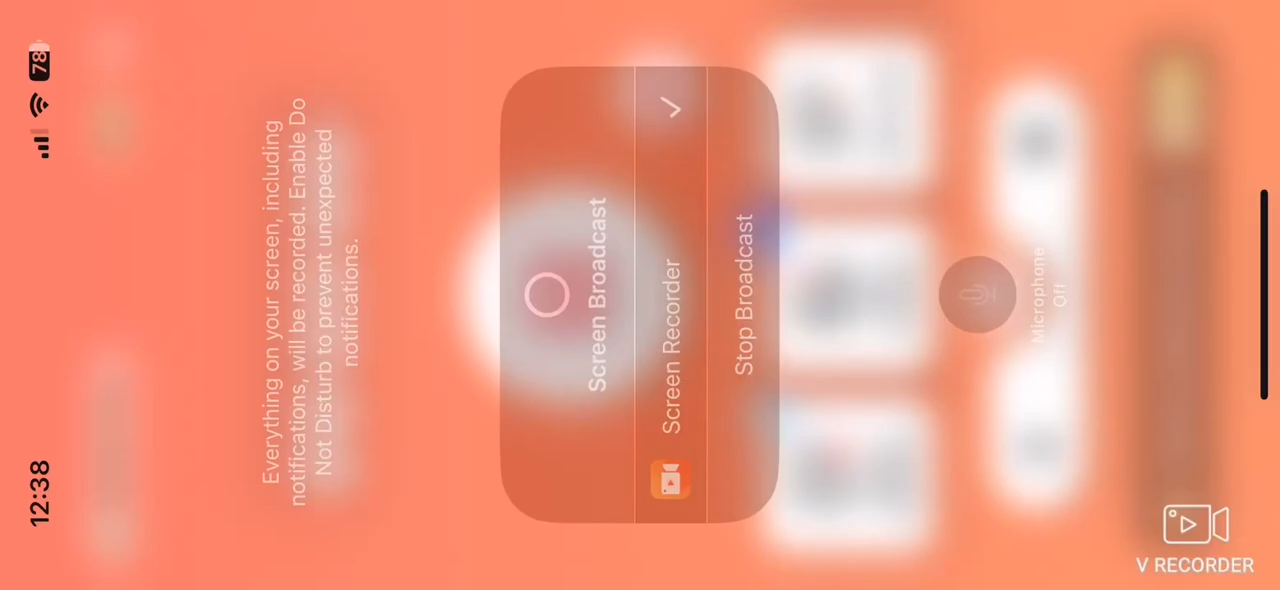 12:38
78
Everything on your screen, including
notifications, will be recorded. Enable Do
Not Disturb to prevent unexpected
notifications.
Screen Broadcast
Screen Recorder
Stop Broadcast
Microphone
Off
V RECORDER